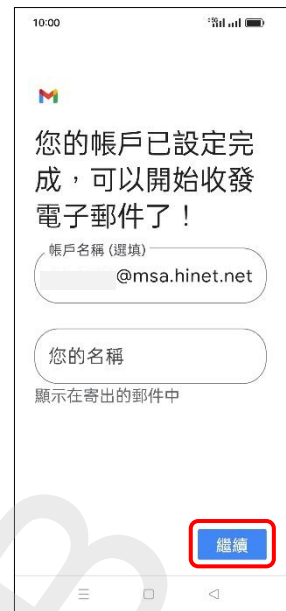 10:00
您的帳戶已設定完
成，可以開始收發
電子郵件了！
帳戶名稱 (選填)
@msa.hinet.net
您的名稱
顯示在寄出的郵件中
繼續